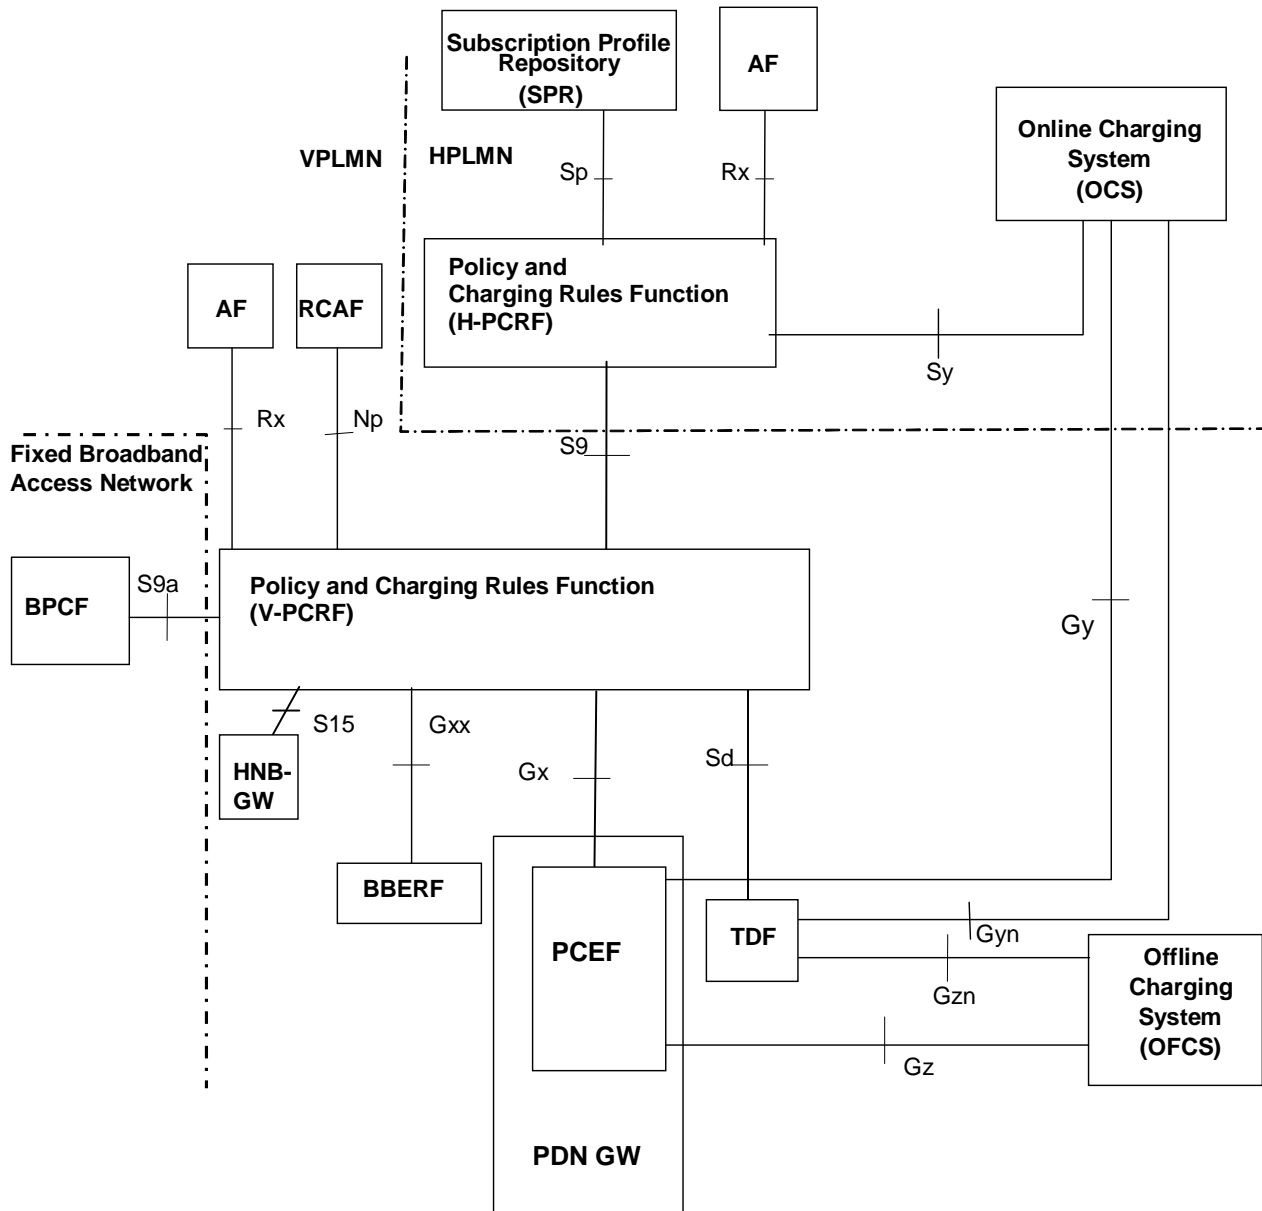 Subscription Profile
Repository
(SPR)
AF
Online Charging
System
(OCS)
VPLMN
HPLMN
Sp
Rx
Policy and
Charging Rules Function
(H-PCRF)
AF
RCAF
Sy
Rx
Np
S9
Fixed Broadband
Access Network
BPCF
S9a
Policy and Charging Rules Function
(V-PCRF)
Gy
S15
Gxx
Gx
Sd
HNB-
GW
BBERF
PCEF
TDF
Gyn
Gzn
Offline
Charging
System
(OFCS)
Gz
PDN GW